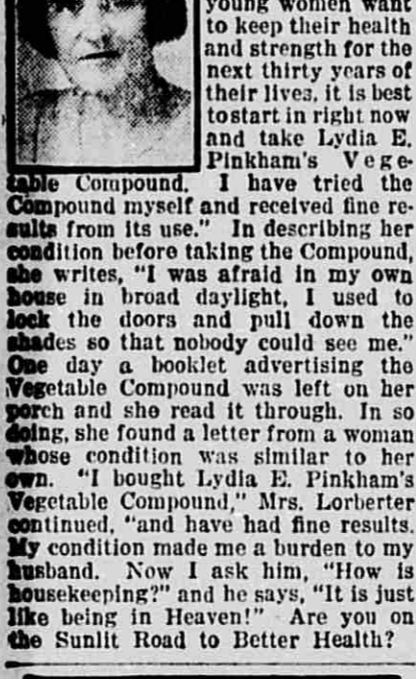 young women want
to keep their health
and strength for the
next thirty years of
their lives, it is best
to start in right now
and take Lydia E.
Pinkham's Vege-
table Compound. I have tried the
Compound myself and received fine re-
sults from its use." In describing her
condition before taking the Compound,
she writes, "I was afraid in my own
house in broad daylight, I used to
lock the doors and pull down the
shades so that nobody could see me."
One day a booklet advertising the
Vegetable Compound was left on her
porch and she read it through. In so
doing, she found a letter from a woman
whose condition was similar to her
own. "I bought Lydia E. Pinkham's
Vegetable Compound," Mrs. Lorberter
continued, "and have had fine results.
My condition made me a burden to my
husband. Now I ask him, "How is
housekeeping?" and he says, "It is just
like being in Heaven!" Are you on
the Sunlit Road to Better Health?